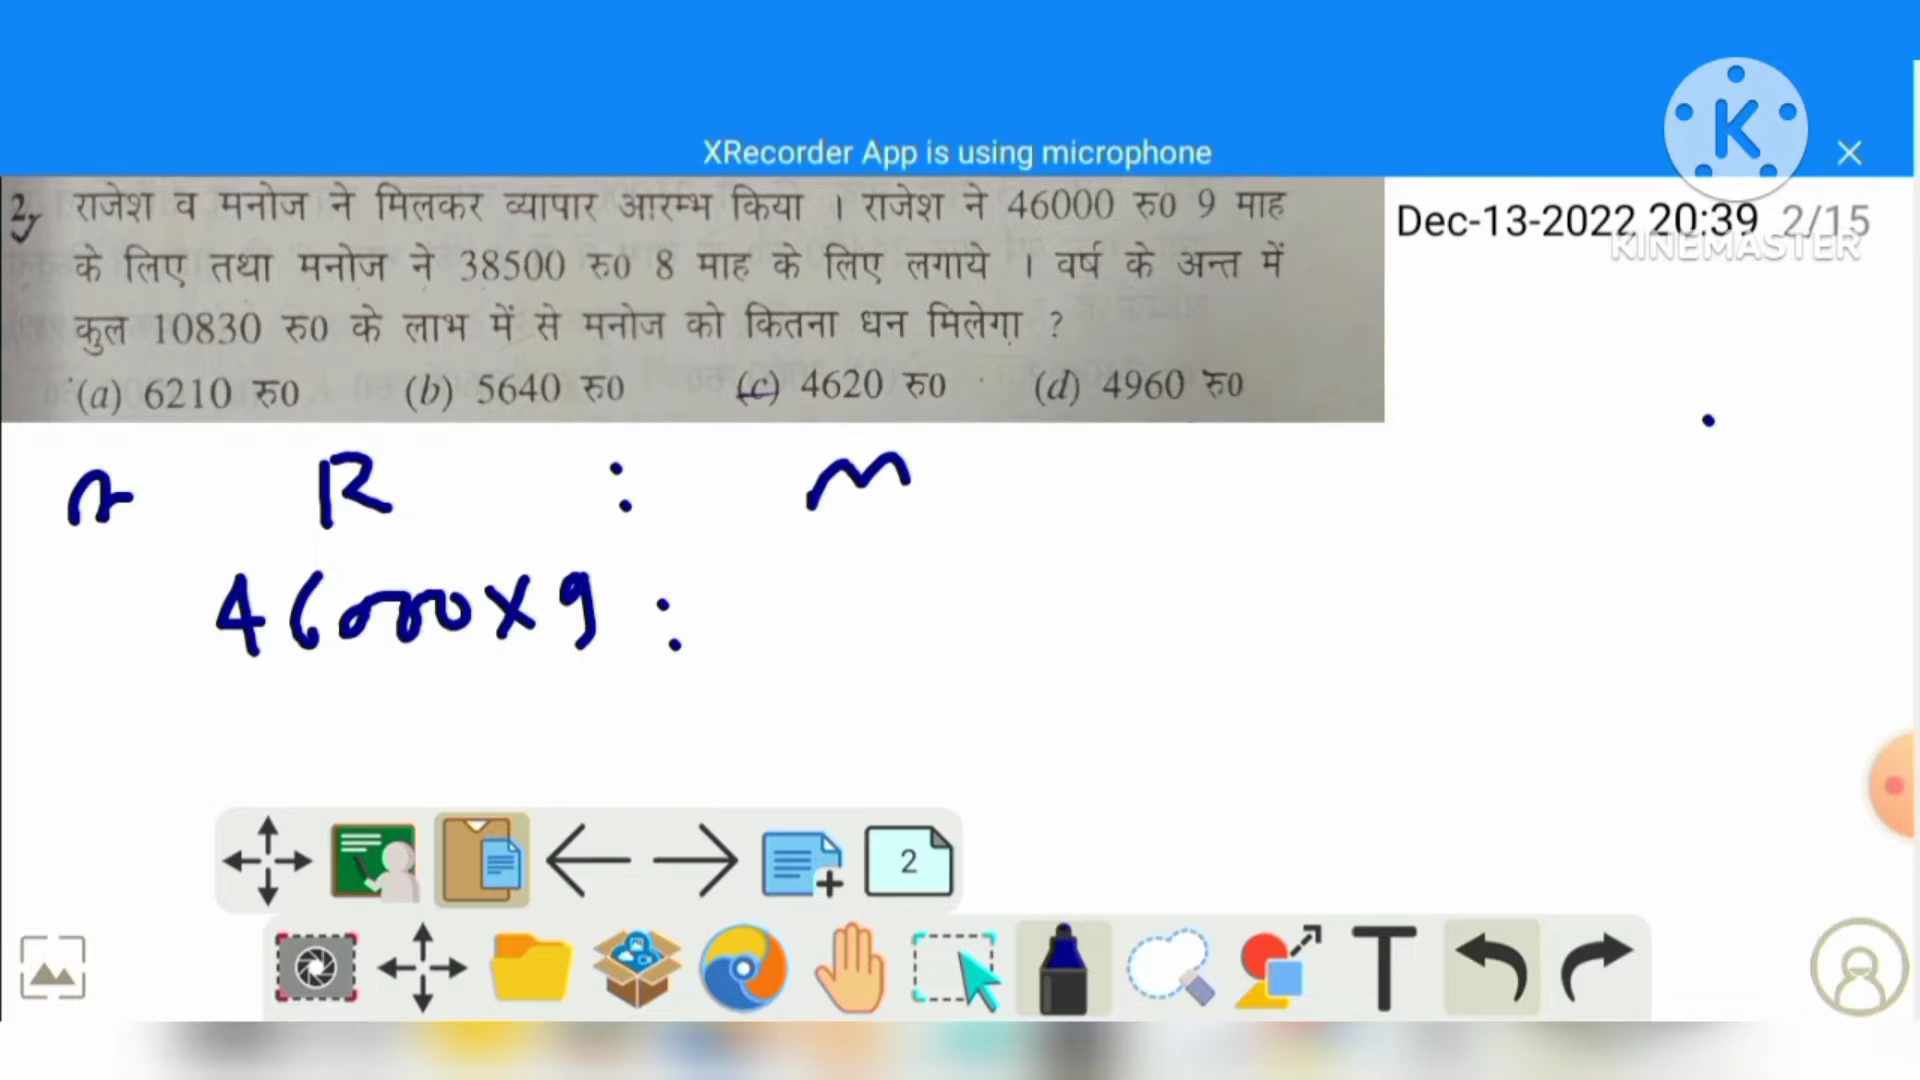 XRecorder App is using microphone
K
KINEMASTER
Dec-13-2022 20:39 2/15
2, राजेश व मनोज ने मिलकर व्यापार आरम्भ किया । राजेश ने 46000 रु0 9 माह
के लिए तथा मनोज ने 38500 रु0 8 माह के लिए लगाये । वर्ष के अन्त में
कुल 10830 रु0 के लाभ में से मनोज को कितना धन मिलेगा ?
(a) 6210 रु0 (b) 5640 रु0 (c) 4620 रु0 (d) 4960 रु0
R : M
46000×9 :
2
T